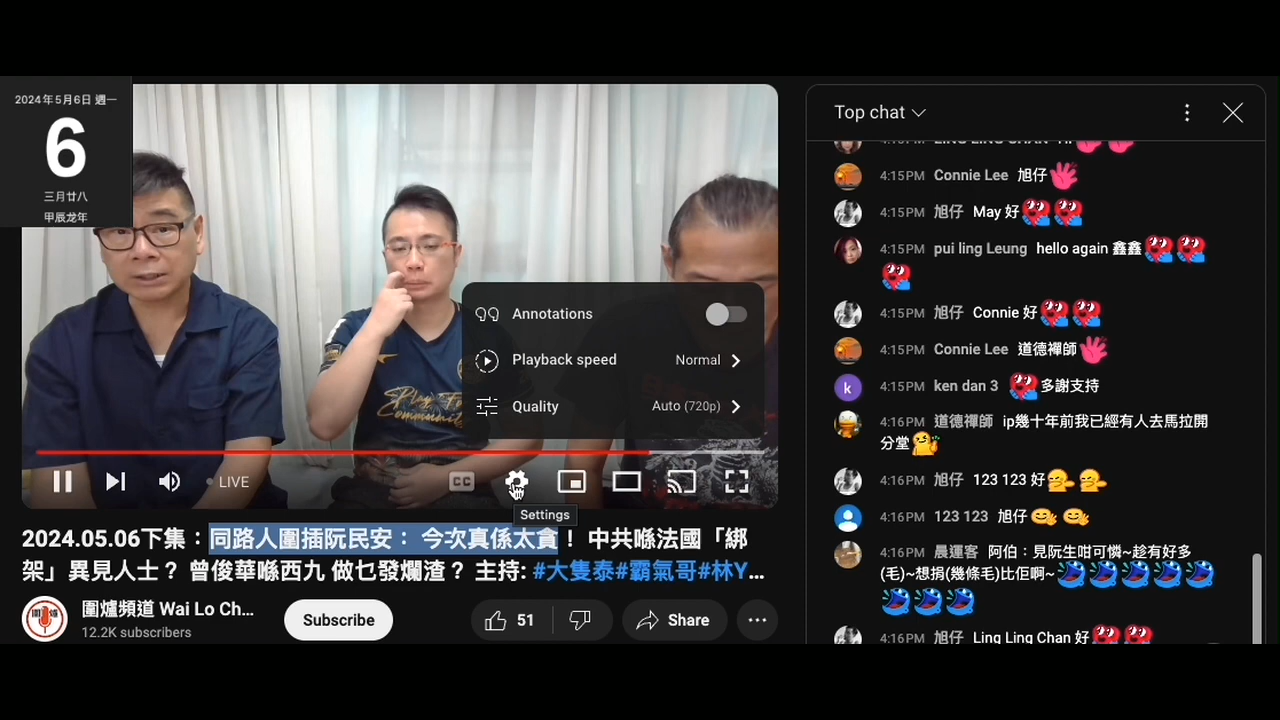 2024年5月6日 週一
6
三月廿八
甲辰龙年
Annotations
Playback speed Normal
Quality Auto (720p)
CC
LIVE
Settings
2024.05.06下集：同路人圍插阮民安： 今次真係太貪！ 中共喺法國「綁
架」異見人士？ 曾俊華喺西九 做乜發爛渣？ 主持: #大隻泰#霸氣哥#林Y...
圍爐頻道 Wai Lo Ch...
12.2K subscribers
Subscribe
51
Share
Top chat
4:15PM LING LING CHAN Hi
4:15PM Connie Lee 旭仔
4:15PM 旭仔 May 好
4:15PM pui ling Leung hello again 鑫鑫
4:15PM 旭仔 Connie 好
4:15PM Connie Lee 道德禪師
k
4:15PM ken dan 3 多謝支持
4:16PM 道德禪師 ip幾十年前我已經有人去馬拉開
分堂
4:16PM 旭仔 123 123 好
4:16PM 123 123 旭仔
4:16PM 晨運客 阿伯：見阮生咁可憐~趁有好多
(毛)~想捐(幾條毛)比佢啊~
4:16PM 旭仔 Ling Ling Chan 好